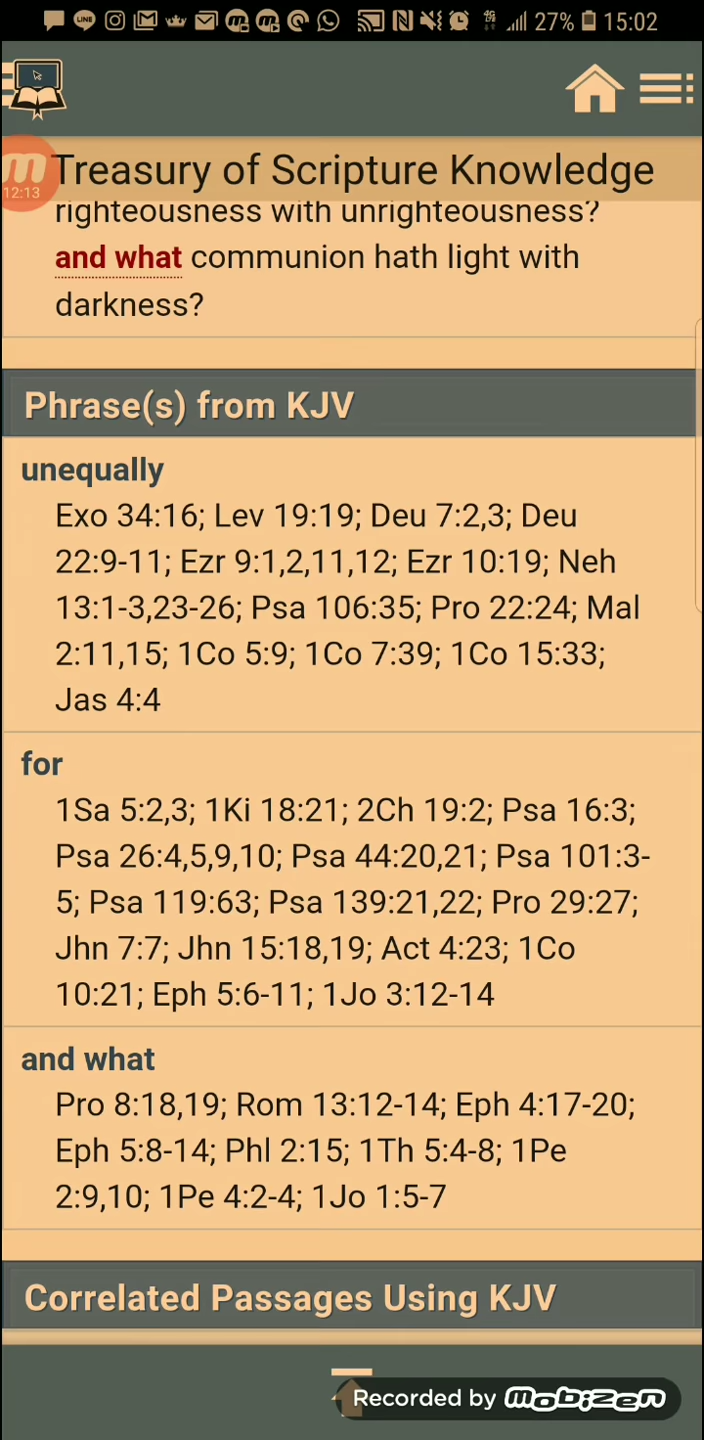 27% 15:02
12:13
Treasury of Scripture Knowledge
righteousness with unrighteousness?
and what communion hath light with
darkness?
Phrase(s) from KJV
unequally
Exo 34:16; Lev 19:19; Deu 7:2,3; Deu
22:9-11; Ezr 9:1,2,11,12; Ezr 10:19; Neh
13:1-3,23-26; Psa 106:35; Pro 22:24; Mal
2:11,15; 1Co 5:9; 1Co 7:39; 1Co 15:33;
Jas 4:4
for
1Sa 5:2,3; 1Ki 18:21; 2Ch 19:2; Psa 16:3;
Psa 26:4,5,9,10; Psa 44:20,21; Psa 101:3-
5; Psa 119:63; Psa 139:21,22; Pro 29:27;
Jhn 7:7; Jhn 15:18,19; Act 4:23; 1Co
10:21; Eph 5:6-11; 1Jo 3:12-14
and what
Pro 8:18,19; Rom 13:12-14; Eph 4:17-20;
Eph 5:8-14; Phl 2:15; 1Th 5:4-8; 1Pe
2:9,10; 1Pe 4:2-4; 1Jo 1:5-7
Correlated Passages Using KJV
Recorded by mobizen